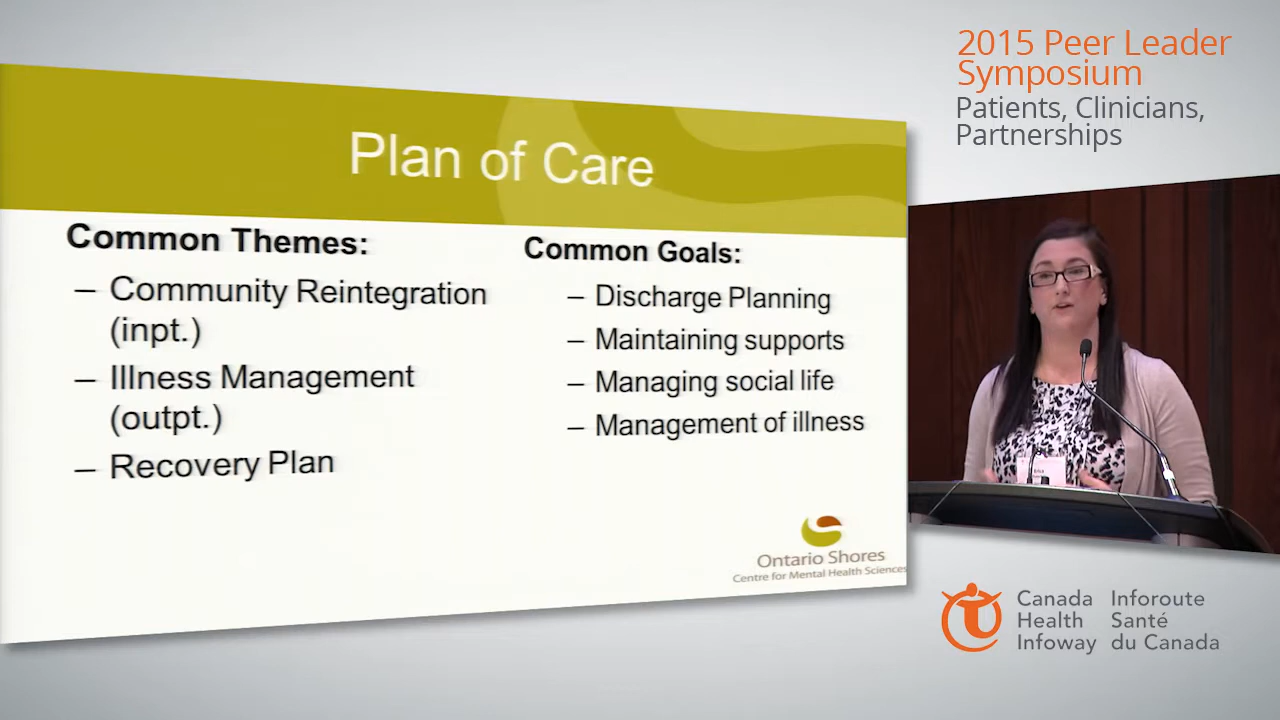 2015 Peer Leader
Symposium
Patients, Clinicians,
Partnerships
Plan of Care
Common Themes:
– Community Reintegration
(inpt.)
– Illness Management
(outpt.)
– Recovery Plan
Common Goals:
– Discharge Planning
– Maintaining supports
– Managing social life
– Management of illness
Ontario Shores
Centre for Mental Health Sciences
Canada
Health
Infoway
Inforoute
Santé
du Canada